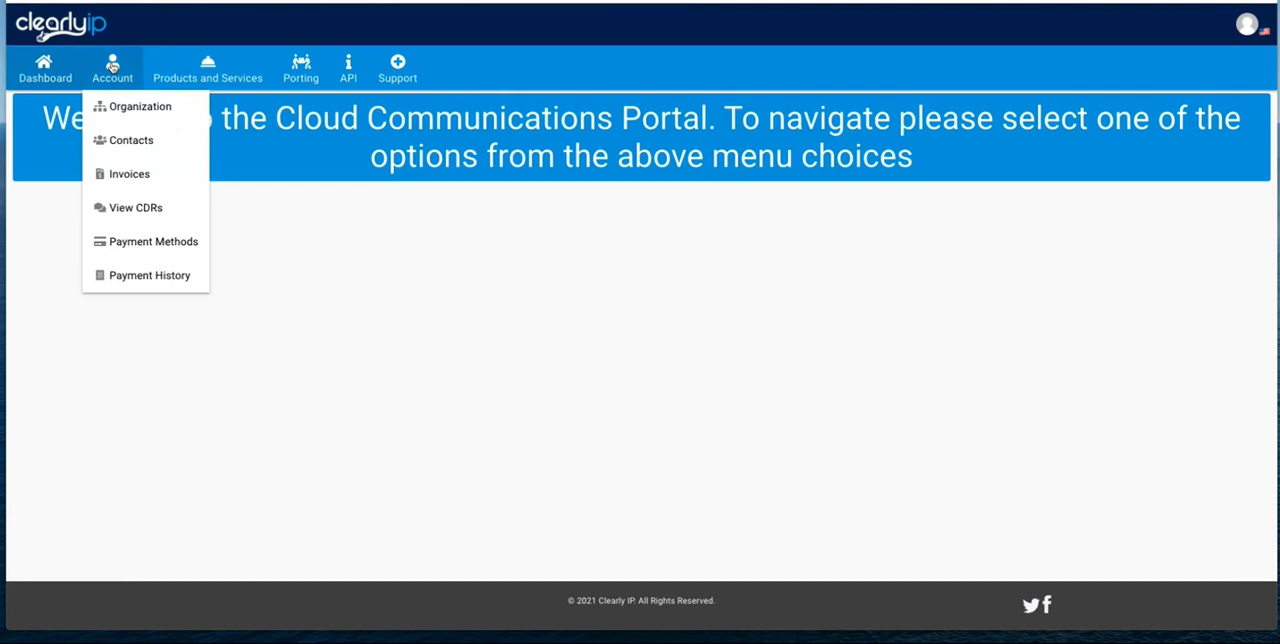 clearlyip
Dashboard
Account
Products and Services
Porting
API
Support
Organization
Contacts
Invoices
View CDRs
Payment Methods
Payment History
We the Cloud Communications Portal. To navigate please select one of the
options from the above menu choices
© 2021 Clearly IP. All Rights Reserved.